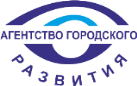 АГЕНТСТВО ГОРОДСКОГО
РАЗВИТИЯ